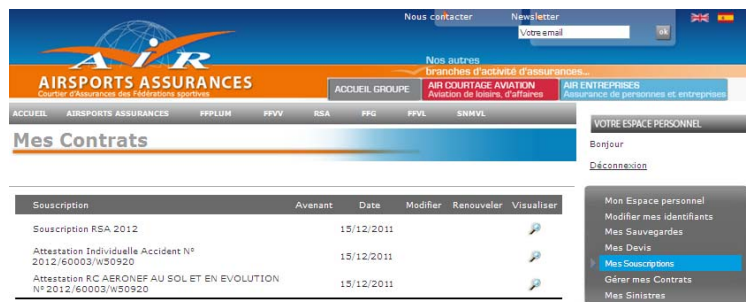 Nous contacter Newsletter
Votre email ok
AiR
AIRSPORTS ASSURANCES
Courtier d'Assurances des Fédérations sportives
Nos autres
branches d'activité d'assurances...
ACCUEIL GROUPE
AIR COURTAGE AVIATION
Aviation de loisirs, d'affaires
AIR ENTREPRISES
Assurance de personnes et entreprises
ACCUEIL AIRSPORTS ASSURANCES FFPLUM FFVV RSA FFG FFVL SNMVL
Mes Contrats
VOTRE ESPACE PERSONNEL
Bonjour
Déconnexion
Souscription Avenant Date Modifier Renouveler Visualiser
Souscription RSA 2012 15/12/2011
Attestation Individuelle Accident Nº
2012/60003/W50920 15/12/2011
Attestation RC AERONEF AU SOL ET EN EVOLUTION
Nº 2012/60003/W50920 15/12/2011
Mon Espace personnel
Modifier mes identifiants
Mes Sauvegardes
Mes Devis
Mes Souscriptions
Gérer mes Contrats
Mes Sinistres